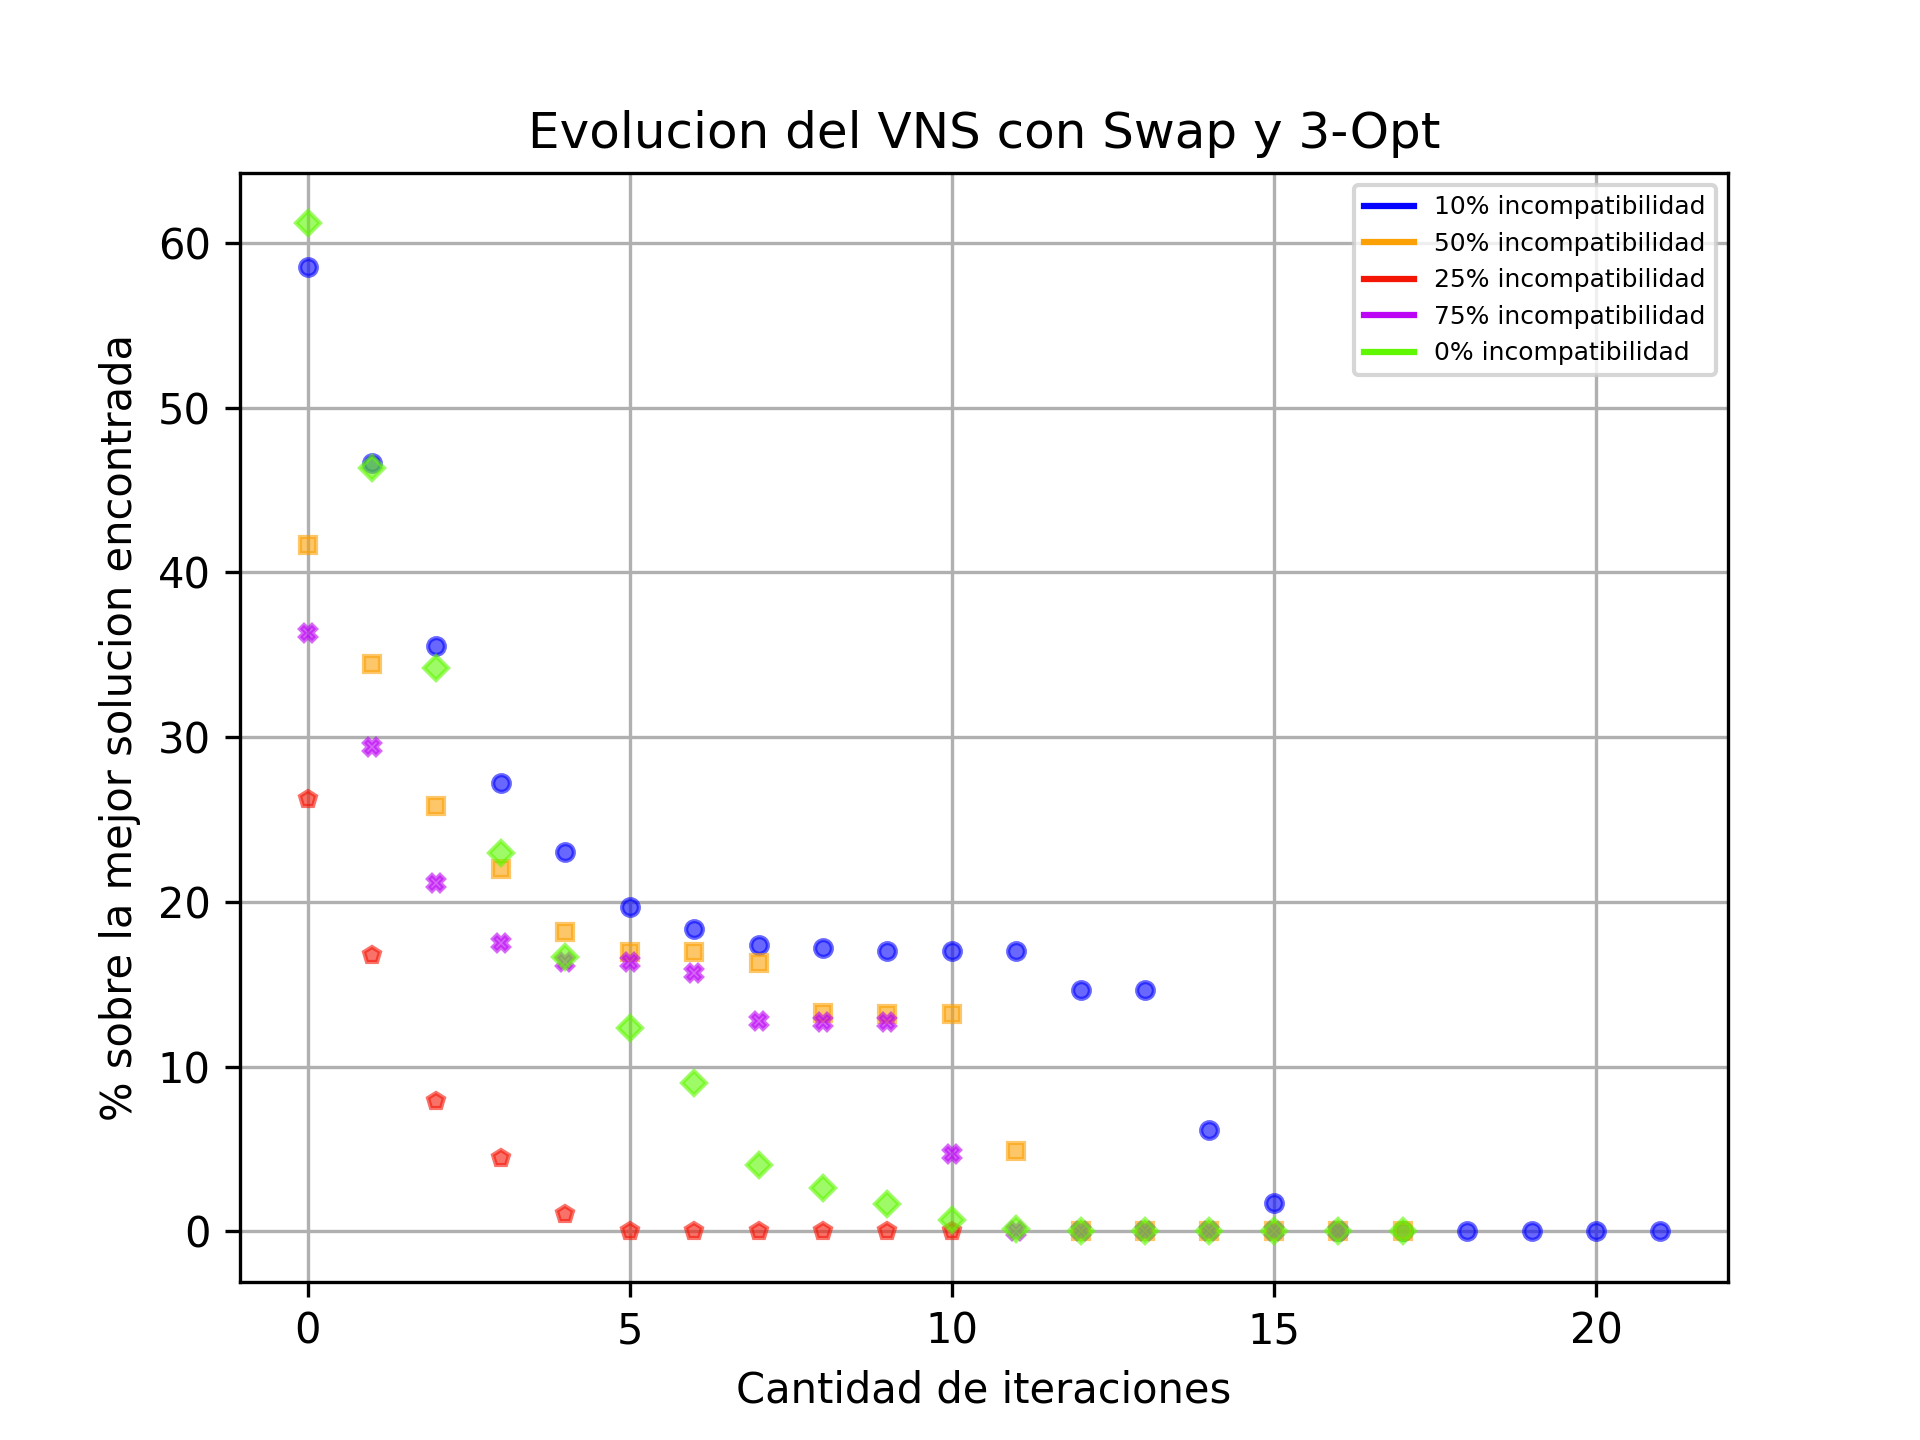 Evolucion del VNS con Swap y 3-Opt
10% incompatibilidad
50% incompatibilidad
25% incompatibilidad
75% incompatibilidad
0% incompatibilidad
% sobre la mejor solucion encontrada
60
50
40
30
20
10
0
0 5 10 15 20
Cantidad de iteraciones